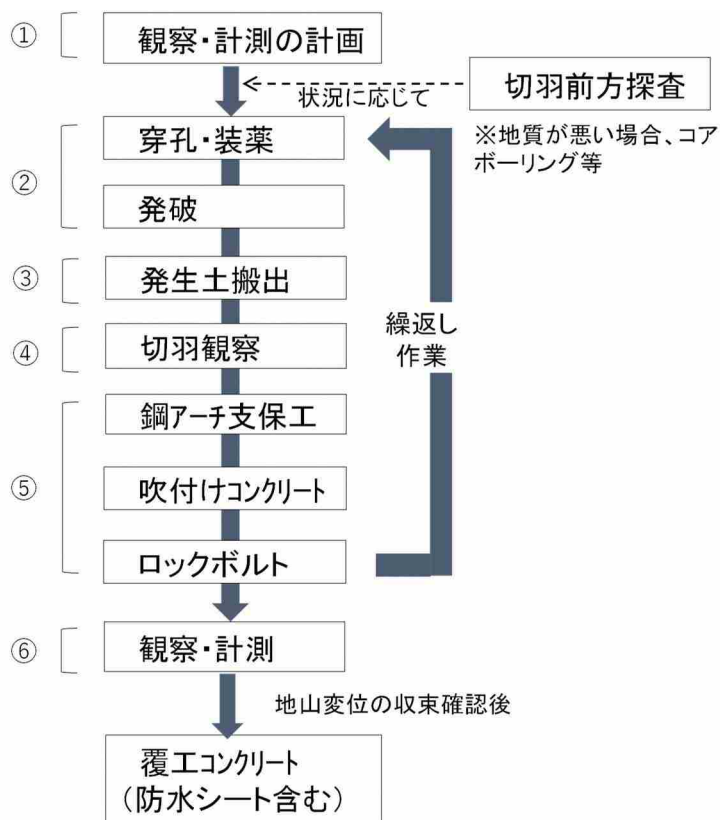 ①
観察・計測の計画
状況に応じて
切羽前方探査
※地質が悪い場合、コア
ボーリング等
②
穿孔・装薬
発破
③
発生土搬出
④
切羽観察
繰返し
作業
⑤
鋼アーチ支保工
吹付けコンクリート
ロックボルト
⑥
観察・計測
地山変位の収束確認後
覆工コンクリート
（防水シート含む）